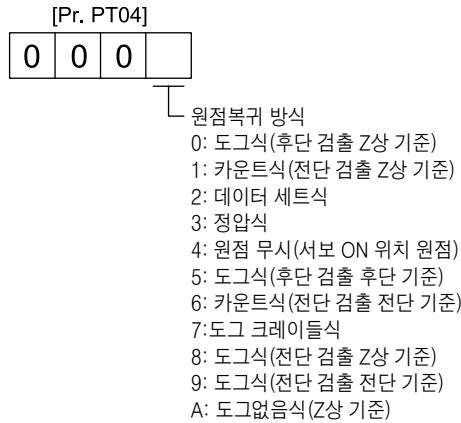 [Pr. PT04]
0 0 0
원점복귀 방식
0: 도그식(후단 검출 Z상 기준)
1: 카운트식(전단 검출 Z상 기준)
2: 데이터 세트식
3: 정압식
4: 원점 무시(서보 ON 위치 원점)
5: 도그식(후단 검출 후단 기준)
6: 카운트식(전단 검출 전단 기준)
7:도그 크레이들식
8: 도그식(전단 검출 Z상 기준)
9: 도그식(전단 검출 전단 기준)
A: 도그없음식(Z상 기준)